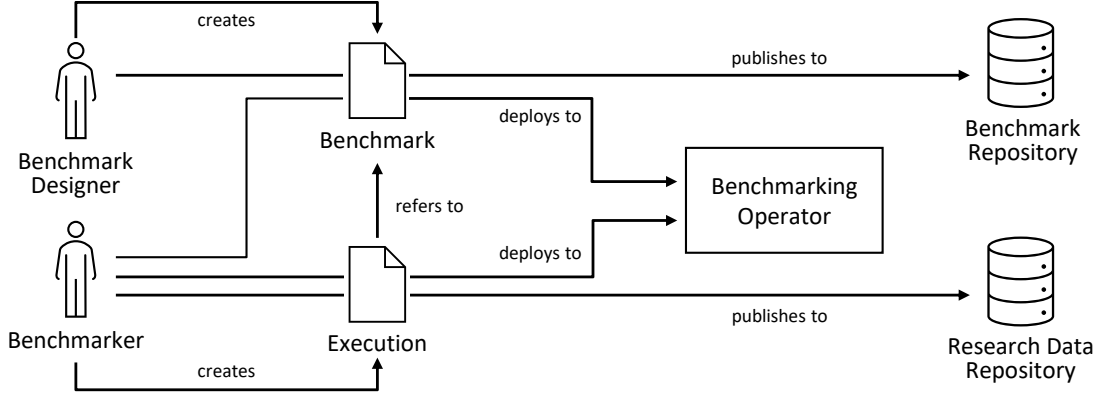 creates
publishes to
deploys to
Benchmark
Designer
Benchmark
Benchmark
Repository
Benchmarking
Operator
refers to
deploys to
publishes to
Benchmarker
Execution
Research Data
Repository
creates